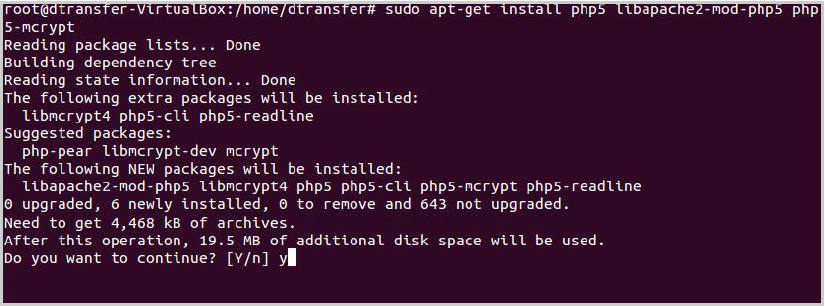 root@dtransfer-VirtualBox:/home/dtransfer# sudo apt-get install php5 libapache2-mod-php5 php
5-mcrypt
Reading package lists... Done
Building dependency tree
Reading state information... Done
The following extra packages will be installed:
  libmcrypt4 php5-cli php5-readline
Suggested packages:
  php-pear libmcrypt-dev mcrypt
The following NEW packages will be installed:
  libapache2-mod-php5 libmcrypt4 php5 php5-cli php5-mcrypt php5-readline
0 upgraded, 6 newly installed, 0 to remove and 643 not upgraded.
Need to get 4,468 kB of archives.
After this operation, 19.5 MB of additional disk space will be used.
Do you want to continue? [Y/n] y